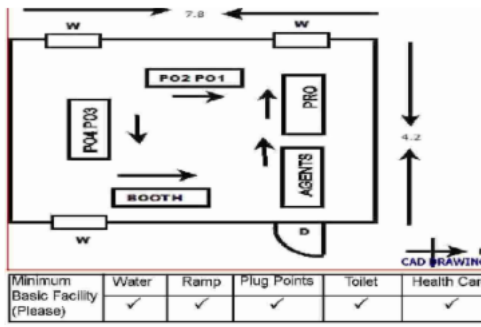 7.8
W
W
PO2 PO1
PRO
PO4 PO3
4.2
AGENTS
BOOTH
W
D
CAD DRAWING
Minimum Basic Facility (Please)
Water
Ramp
Plug Points
Toilet
Health Car
✓ ✓ ✓ ✓ ✓